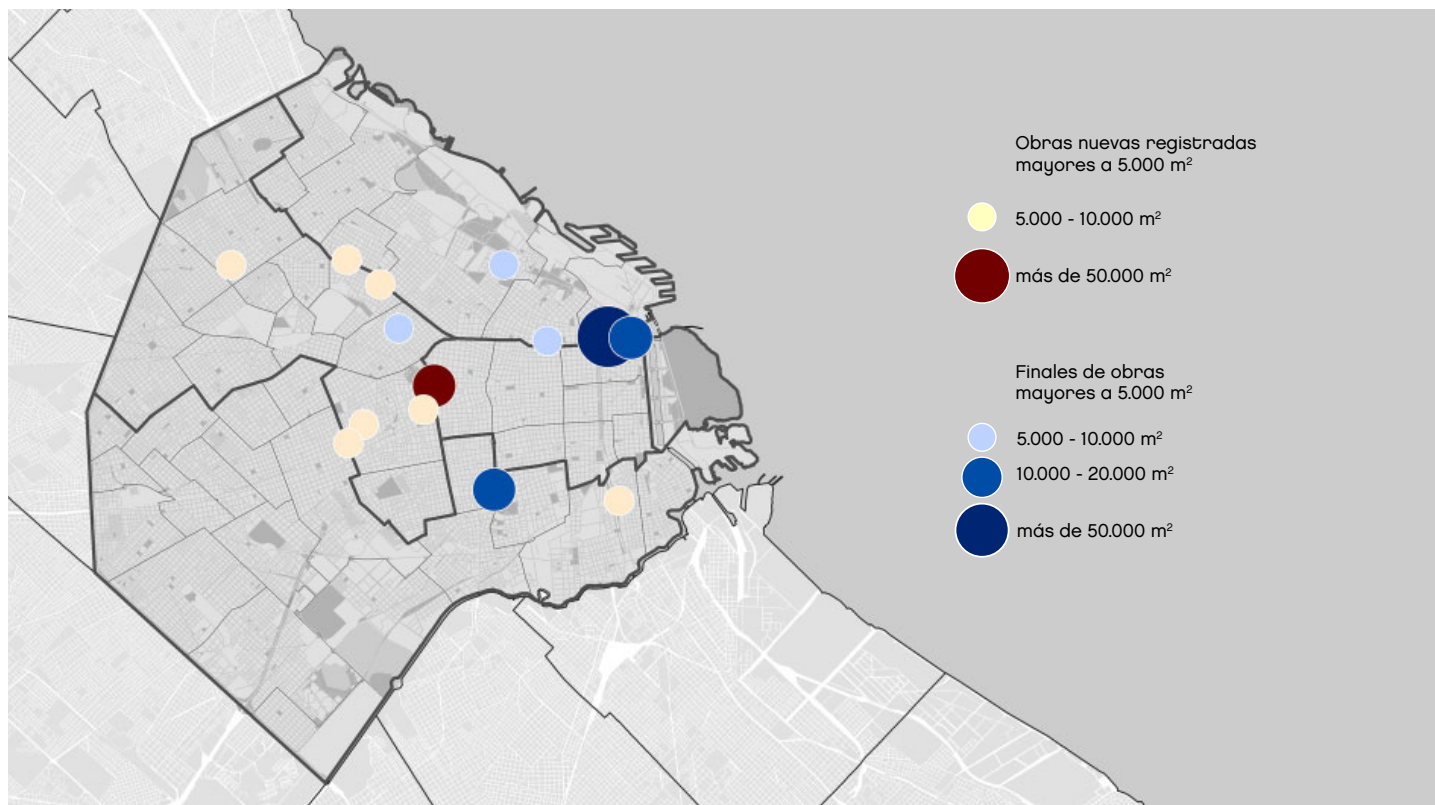 Obras nuevas registradas
mayores a 5.000 m²
5.000 - 10.000 m²
más de 50.000 m²
Finales de obras
mayores a 5.000 m²
5.000 - 10.000 m²
10.000 - 20.000 m²
más de 50.000 m²